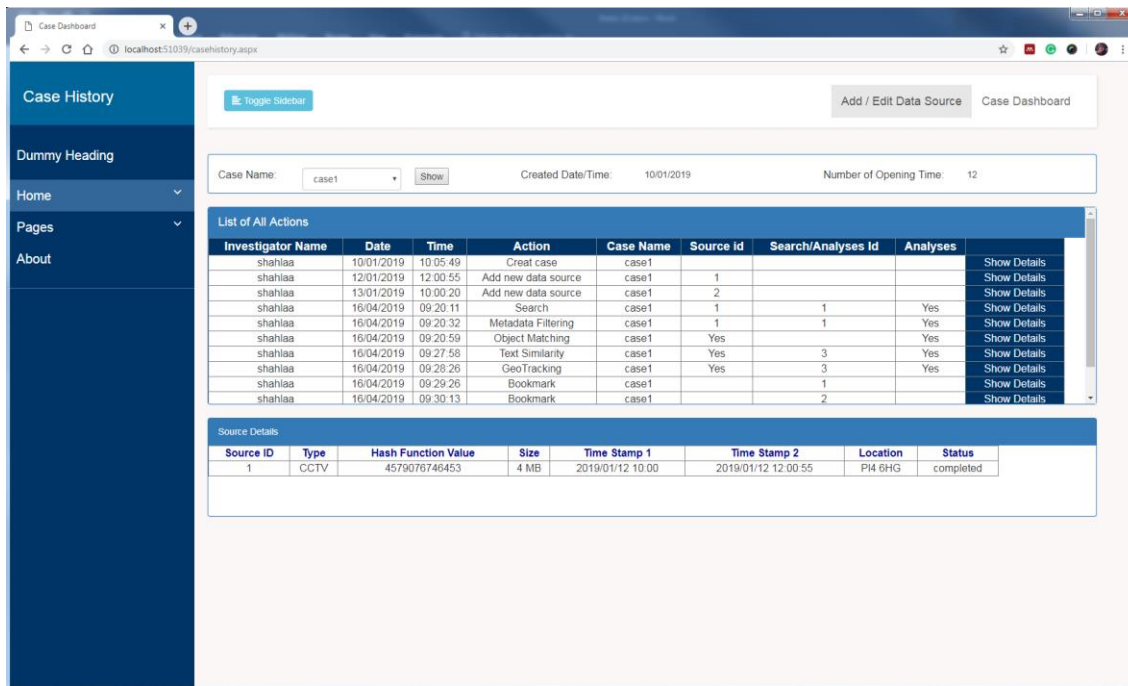 Case Dashboard
localhost:51039/casehistory.aspx
Case History
Toggle Sidebar
Add / Edit Data Source Case Dashboard
Dummy Heading
Home
Pages
About
Case Name: case1 Show Created Date/Time: 10/01/2019 Number of Opening Time: 12
List of All Actions
Investigator Name Date Time Action Case Name Source id Search/Analyses Id Analyses
shahlaa 10/01/2019 10:05:49 Creat case case1 Show Details
shahlaa 12/01/2019 12:00:55 Add new data source case1 1 Show Details
shahlaa 13/01/2019 10:00:20 Add new data source case1 2 Show Details
shahlaa 16/04/2019 09:20:11 Search case1 1 1 Yes Show Details
shahlaa 16/04/2019 09:20:32 Metadata Filtering case1 1 1 Yes Show Details
shahlaa 16/04/2019 09:20:59 Object Matching case1 Yes Yes Show Details
shahlaa 16/04/2019 09:27:58 Text Similarity case1 Yes 3 Yes Show Details
shahlaa 16/04/2019 09:28:26 GeoTracking case1 Yes 3 Yes Show Details
shahlaa 16/04/2019 09:29:26 Bookmark case1 1 Show Details
shahlaa 16/04/2019 09:30:13 Bookmark case1 2 Show Details
Source Details
Source ID Type Hash Function Value Size Time Stamp 1 Time Stamp 2 Location Status
1 CCTV 4579076746453 4 MB 2019/01/12 10:00 2019/01/12 12:00:55 Pl4 6HG completed